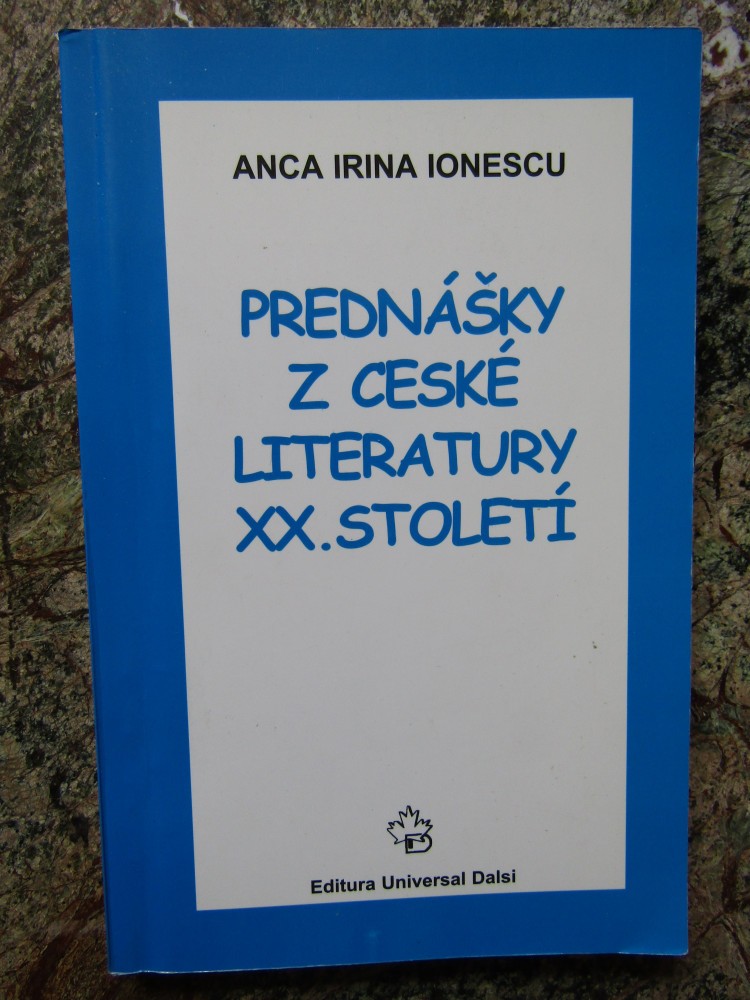 ANCA IRINA IONESCU
PREDNÁŠKY
Z CESKÉ
LITERATURY
XX.STOLETÍ
D
Editura Universal Dalsi